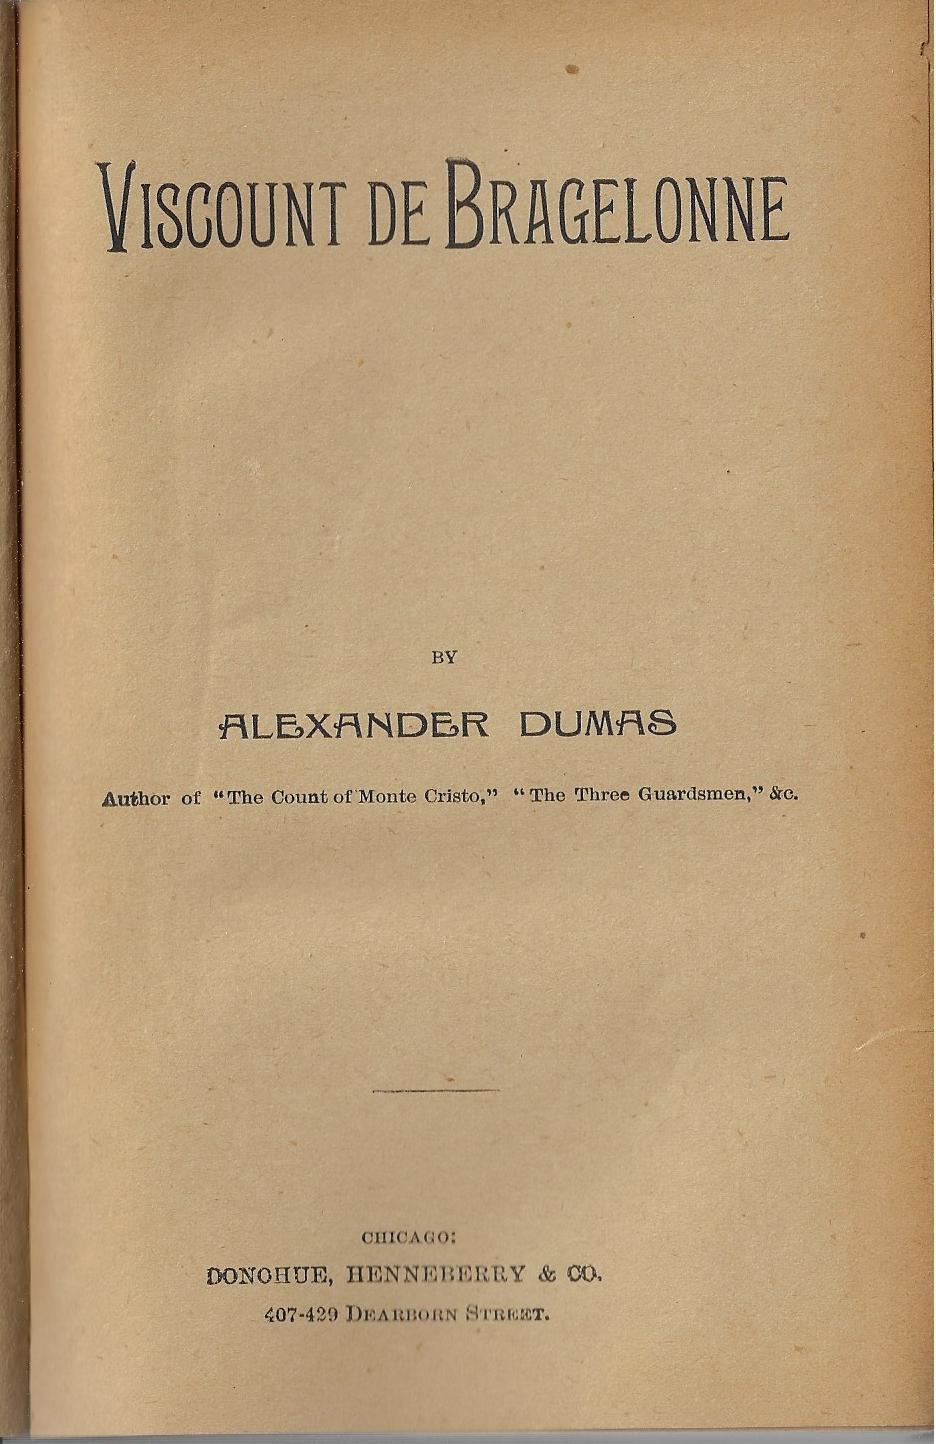 VISCOUNT DE BRAGELONNE
BY
ALEXANDER DUMAS
Author of “The Count of Monte Cristo,” “The Three Guardsmen,” &c.
CHICAGO:
DONOHUE, HENNEBERRY & CO.
407-429 DEARBORN STREET.